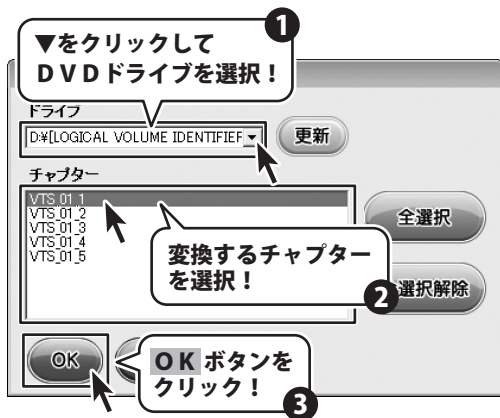 1
▼をクリックして
DVDドライブを選択！
ドライブ
D:¥[LOGICAL VOLUME IDENTIFIEF
更新
チャプター
VTS_01_1
VTS_01_2
VTS_01_3
VTS_01_4
VTS_01_5
全選択
変換するチャプター
を選択！
2
選択解除
OK
OKボタンを
クリック！
3